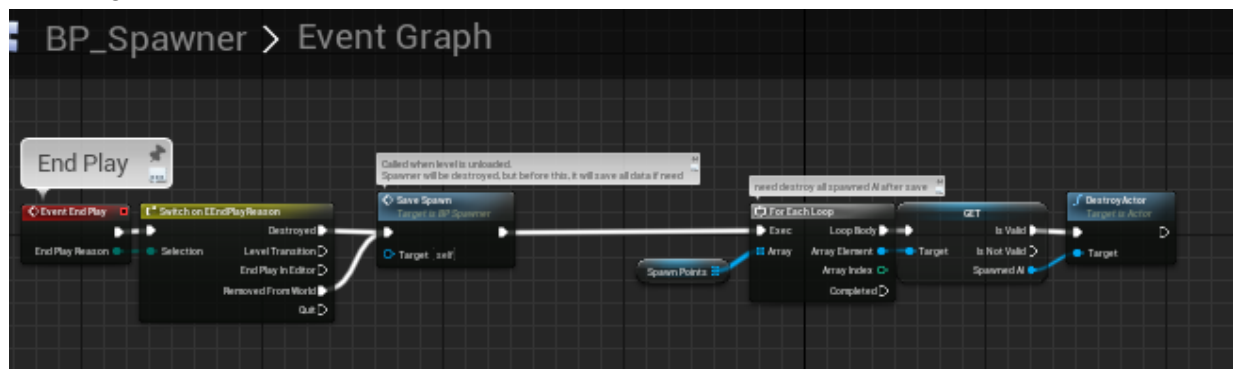 BP_Spawner > Event Graph
End Play
Called when level is unloaded.
Spawner will be destroyed, but before this, it will save all data if need
need destroy all spawned AI after save
Event End Play
End Play Reason
Switch on EEndPlayReason
Selection
Destroyed
Level Transition
End Play In Editor
Removed From World
Quit
Save Spawn
Target is BP Spawner
Target self
Spawn Points
For Each Loop
Exec
Loop Body
Array
Array Element
Array Index
Completed
GET
Target
Is Valid
Is Not Valid
Spawned AI
DestroyActor
Target is Actor
Target